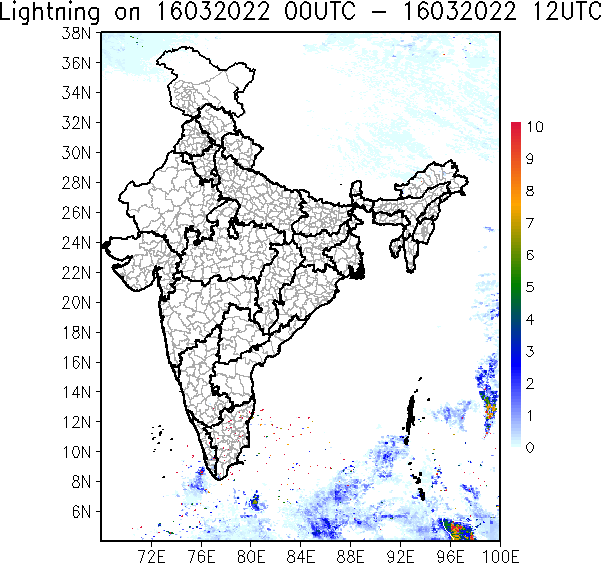 Lightning on 16032022 00UTC – 16032022 12UTC
38N
36N
34N
32N
30N
28N
26N
24N
22N
20N
18N
16N
14N
12N
10N
8N
6N
72E 76E 80E 84E 88E 92E 96E 100E
10
9
8
7
6
5
4
3
2
1
0